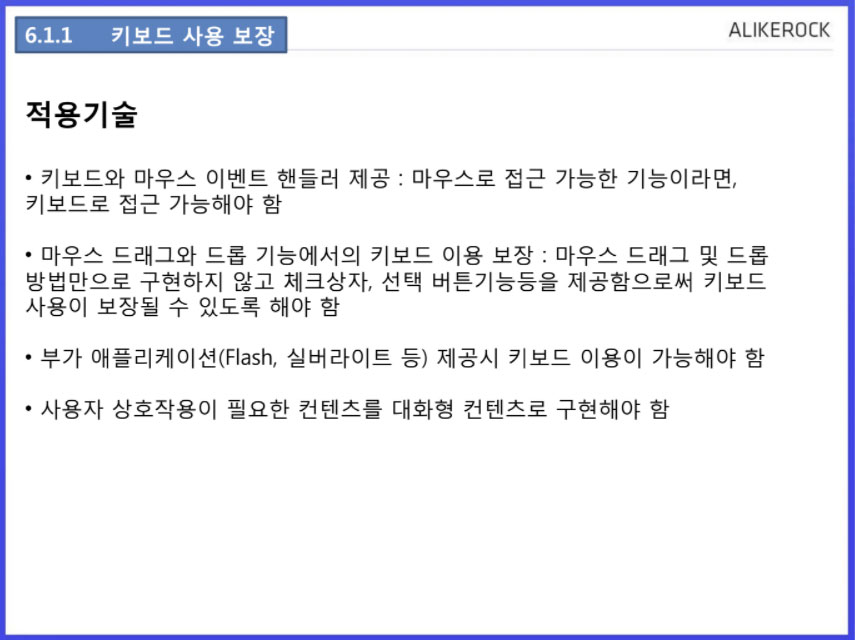 6.1.1 키보드 사용 보장
ALIKEROCK
적용기술
• 키보드와 마우스 이벤트 핸들러 제공 : 마우스로 접근 가능한 기능이라면,
키보드로 접근 가능해야 함
• 마우스 드래그와 드롭 기능에서의 키보드 이용 보장 : 마우스 드래그 및 드롭
방법만으로 구현하지 않고 체크상자, 선택 버튼기능등을 제공함으로써 키보드
사용이 보장될 수 있도록 해야 함
• 부가 애플리케이션(Flash, 실버라이트 등) 제공시 키보드 이용이 가능해야 함
• 사용자 상호작용이 필요한 컨텐츠를 대화형 컨텐츠로 구현해야 함